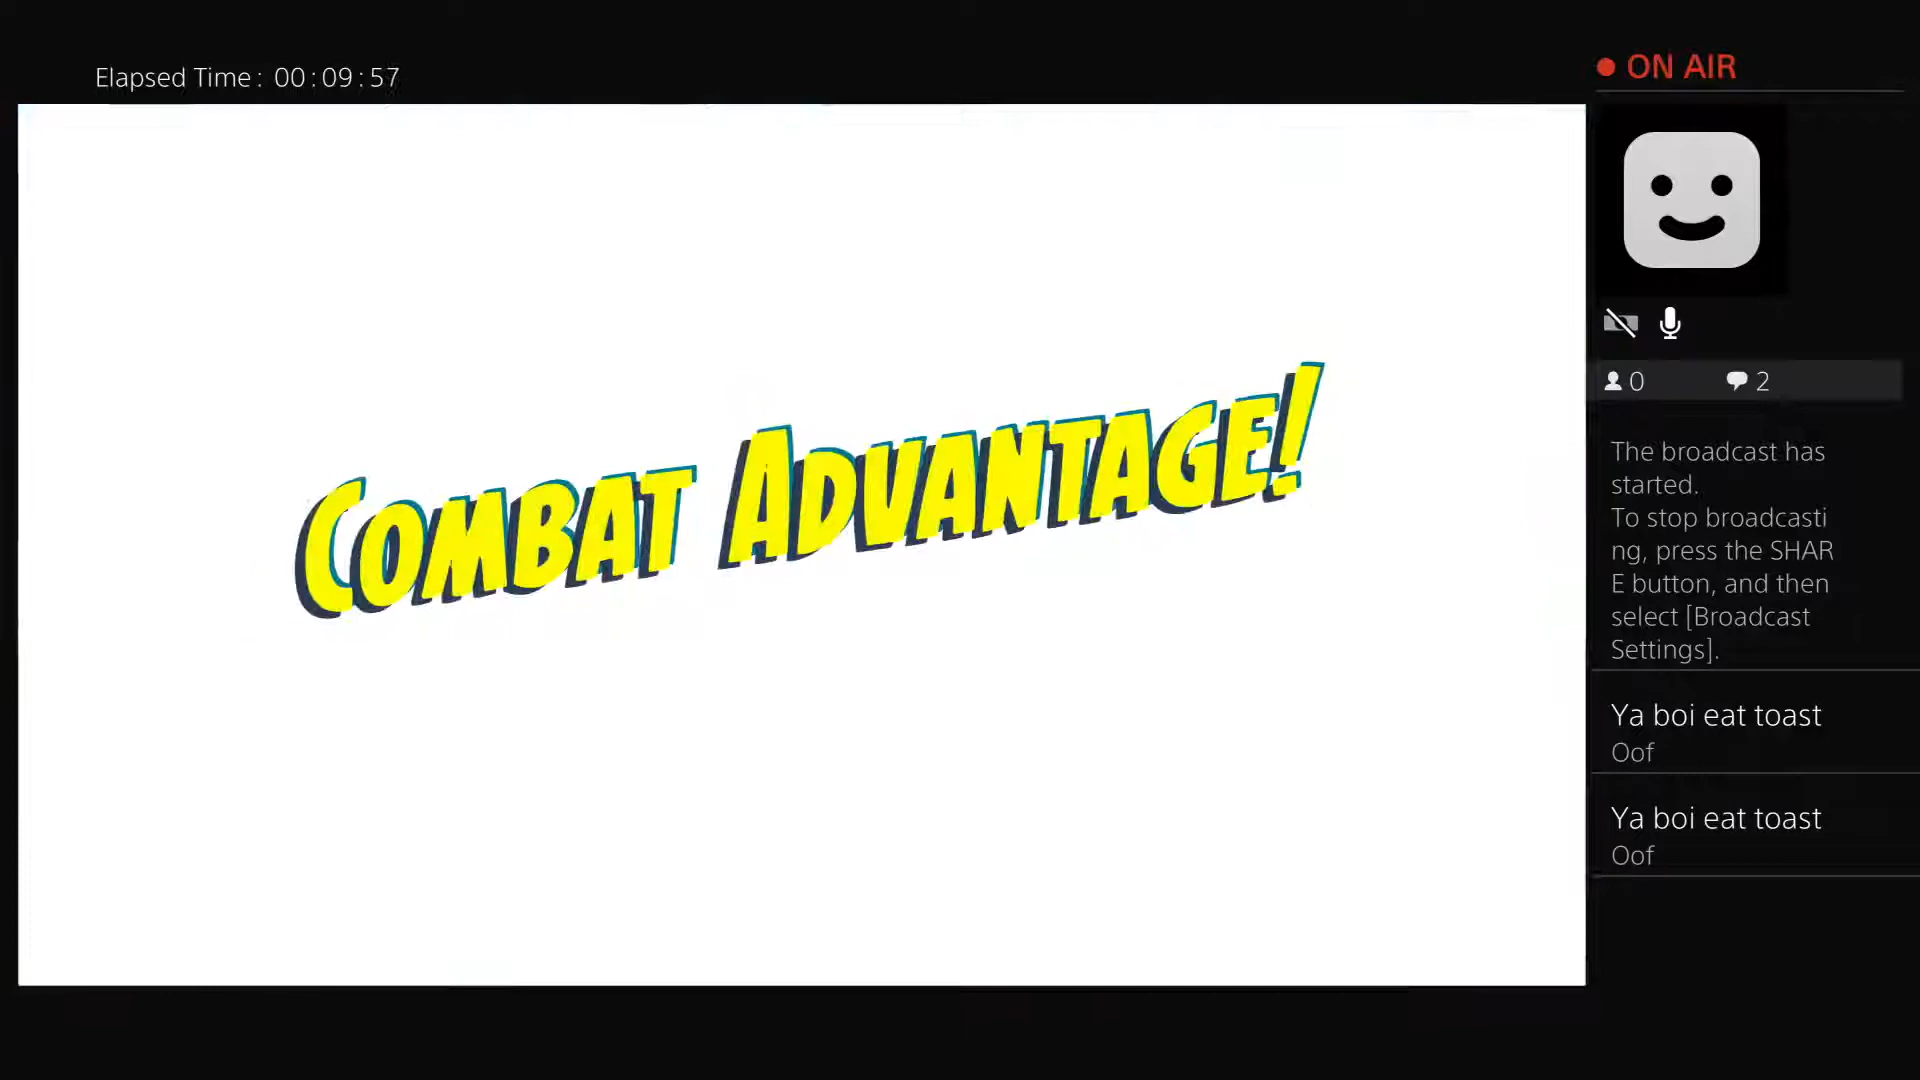 Elapsed Time: 00:09:57
ON AIR
COMBAT ADVANTAGE!
0 2
The broadcast has
started.
To stop broadcasti
ng, press the SHAR
E button, and then
select [Broadcast
Settings].
Ya boi eat toast
Oof
Ya boi eat toast
Oof